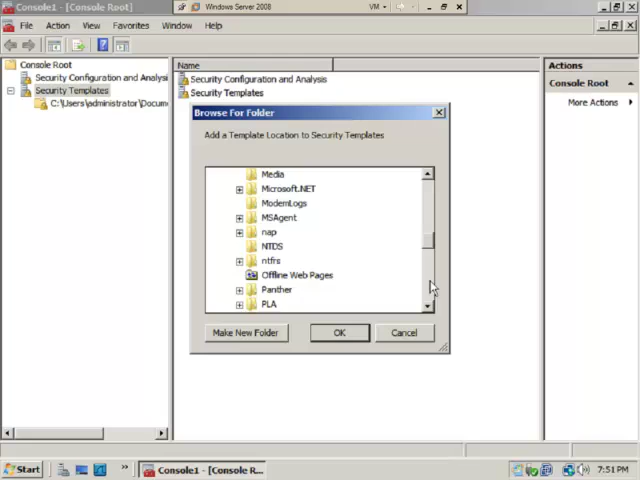 Console1 - [Console Root]
Windows Server 2008
VM
File Action View Favorites Window Help
Console Root
Security Configuration and Analysi
Security Templates
C:\Users\administrator\Docum
Name
Security Configuration and Analysis
Security Templates
Actions
Console Root
More Actions
Browse For Folder
Add a Template Location to Security Templates
Media
Microsoft.NET
ModemLogs
MSAgent
nap
NTDS
ntfrs
Offline Web Pages
Panther
PLA
Make New Folder OK Cancel
Start
Console1 - [Console R...
7:51 PM